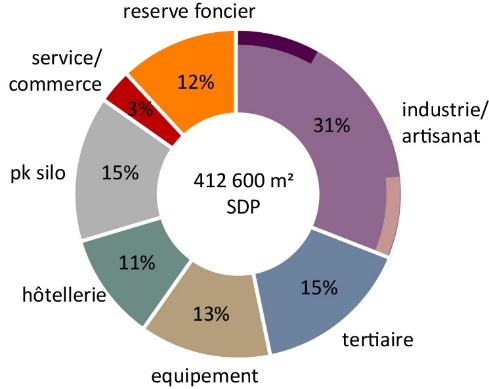 reserve foncier
service/
commerce
12%
3%
31%
industrie/
artisanat
pk silo
15%
412 600 m²
SDP
11%
hôtellerie
15%
13%
tertiaire
equipement